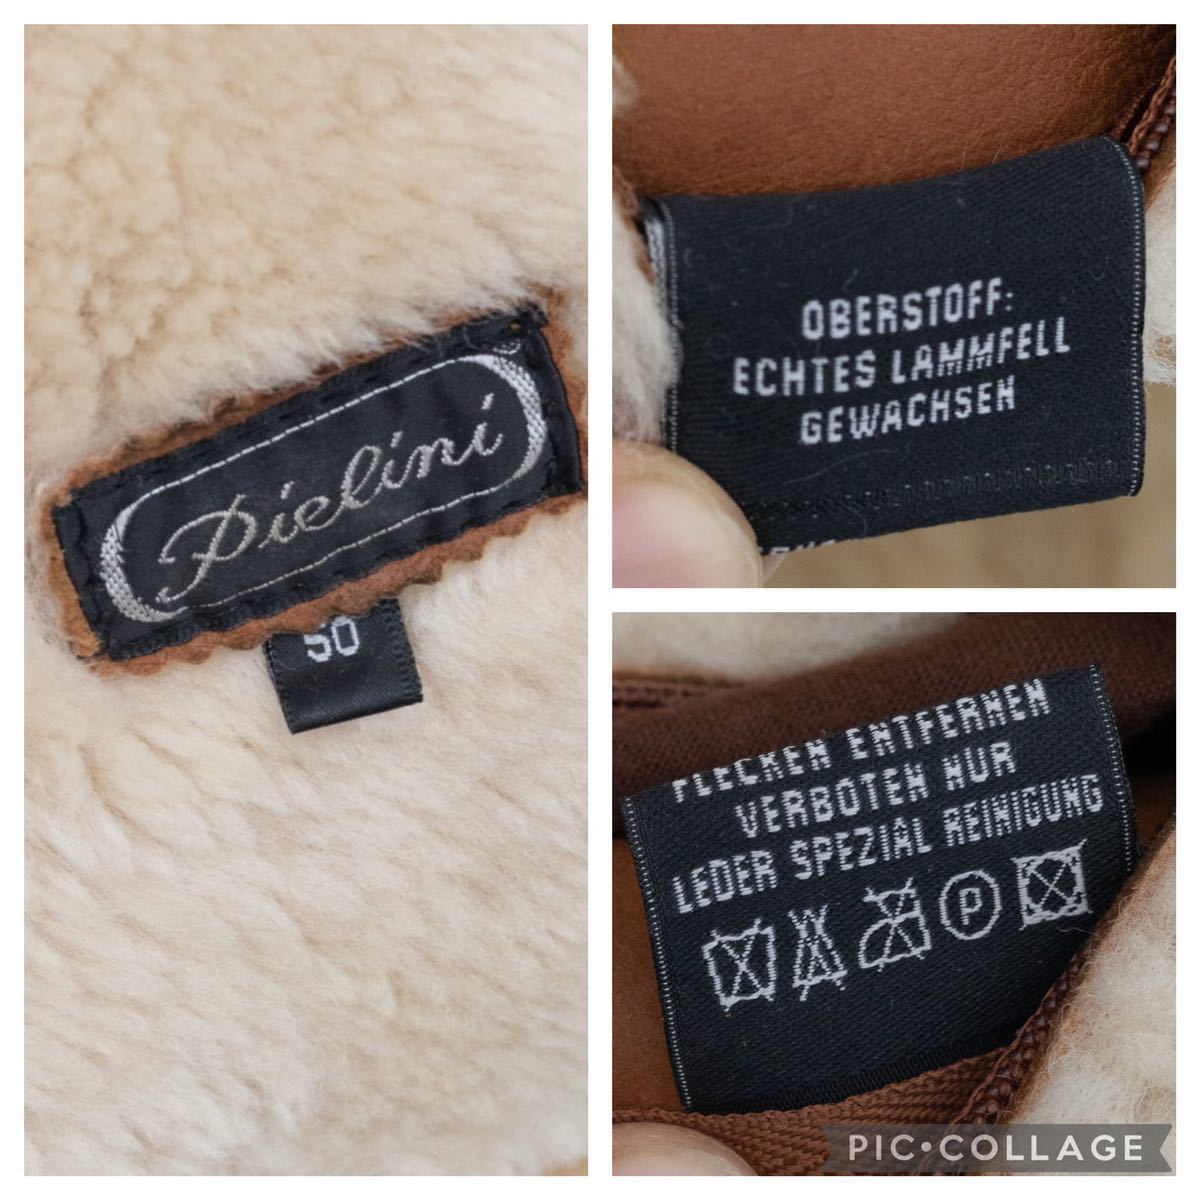 Pielini
50
OBERSTOFF:
ECHTES LAMMFELL
GEWACHSEN
FLECKEN ENTFERNEN
VERBOTEN NUR
LEDER SPEZIAL REINIGUNG
P
PIC•COLLAGE